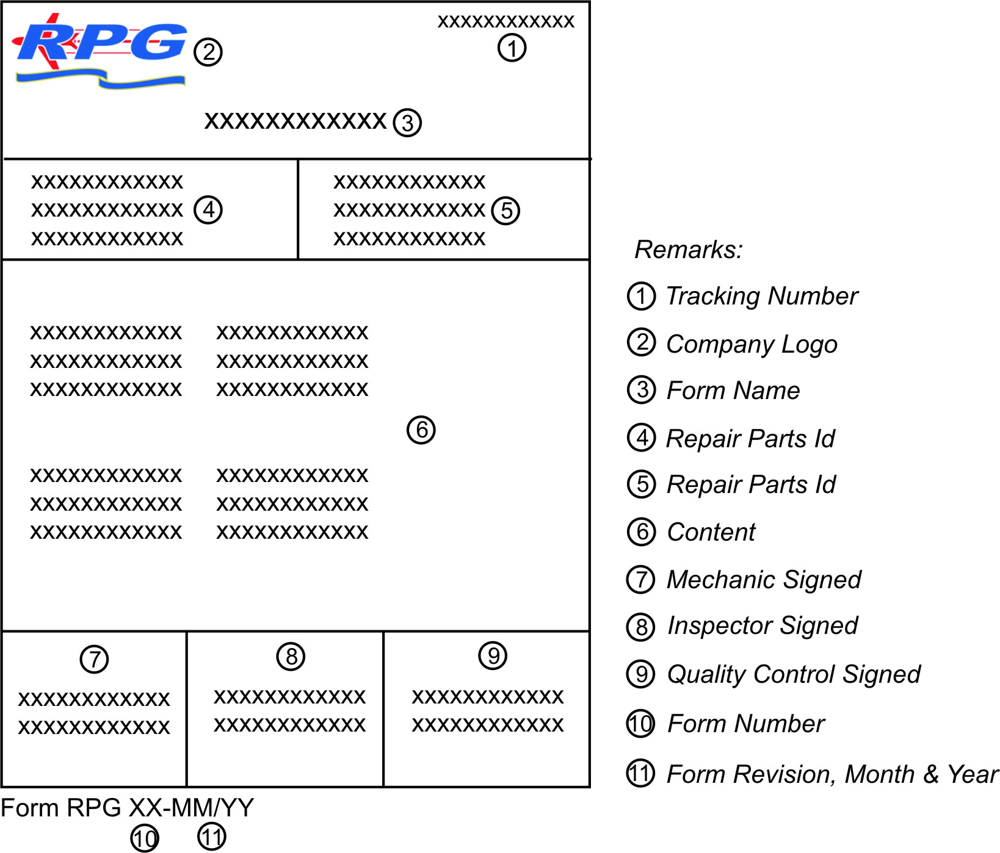 RPG
②
xxxxxxxxxxxx
①
xxxxxxxxxxxx ③
xxxxxxxxxxxx
xxxxxxxxxxxx ④
xxxxxxxxxxxx
xxxxxxxxxxxx
xxxxxxxxxxxx ⑤
xxxxxxxxxxxx
xxxxxxxxxxxx xxxxxxxxxxxx
xxxxxxxxxxxx xxxxxxxxxxxx
xxxxxxxxxxxx xxxxxxxxxxxx
⑥
xxxxxxxxxxxx xxxxxxxxxxxx
xxxxxxxxxxxx xxxxxxxxxxxx
xxxxxxxxxxxx xxxxxxxxxxxx
⑦
xxxxxxxxxxxx
xxxxxxxxxxxx
⑧
xxxxxxxxxxxx
xxxxxxxxxxxx
⑨
xxxxxxxxxxxx
xxxxxxxxxxxx
Form RPG XX-MM/YY
⑩ ⑪
Remarks:
① Tracking Number
② Company Logo
③ Form Name
④ Repair Parts Id
⑤ Repair Parts Id
⑥ Content
⑦ Mechanic Signed
⑧ Inspector Signed
⑨ Quality Control Signed
⑩ Form Number
⑪ Form Revision, Month & Year